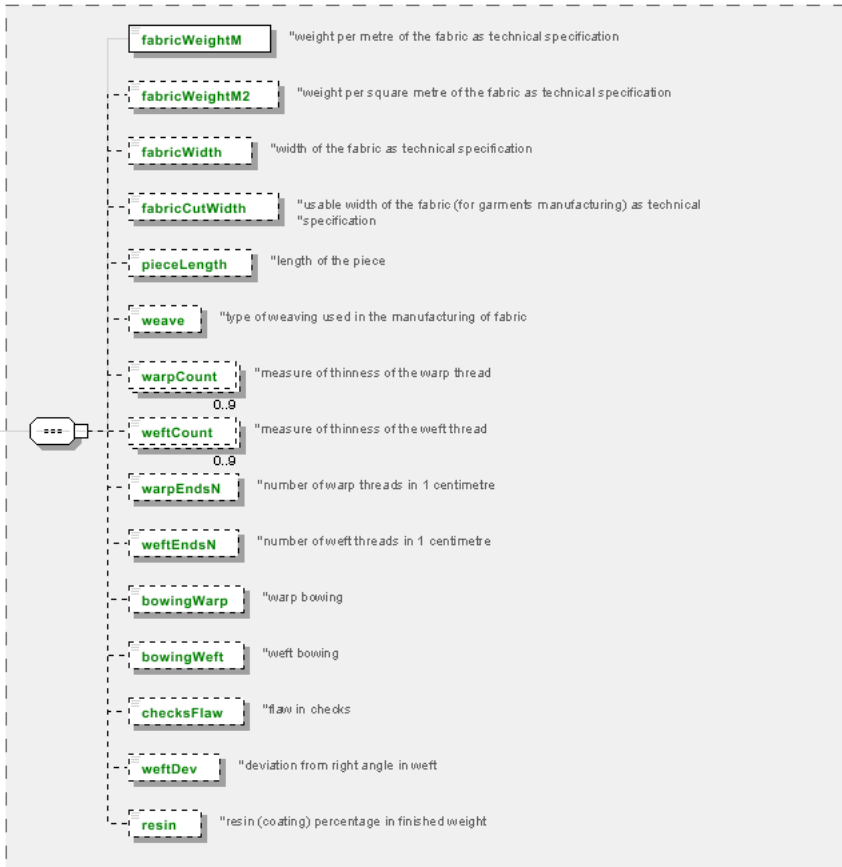 fabricWeightM "weight per metre of the fabric as technical specification
fabricWeightM2 "weight per square metre of the fabric as technical specification
fabricWidth "width of the fabric as technical specification
fabricCutWidth "usable width of the fabric (for garments manufacturing) as technical
"specification
pieceLength "length of the piece
weave "type of weaving used in the manufacturing of fabric
warpCount "measure of thinness of the warp thread
0..9
weftCount "measure of thinness of the weft thread
0..9
warpEndsN "number of warp threads in 1 centimetre
weftEndsN "number of weft threads in 1 centimetre
bowingWarp "warp bowing
bowingWeft "weft bowing
checksFlaw "flaw in checks
weftDev "deviation from right angle in weft
resin "resin (coating) percentage in finished weight